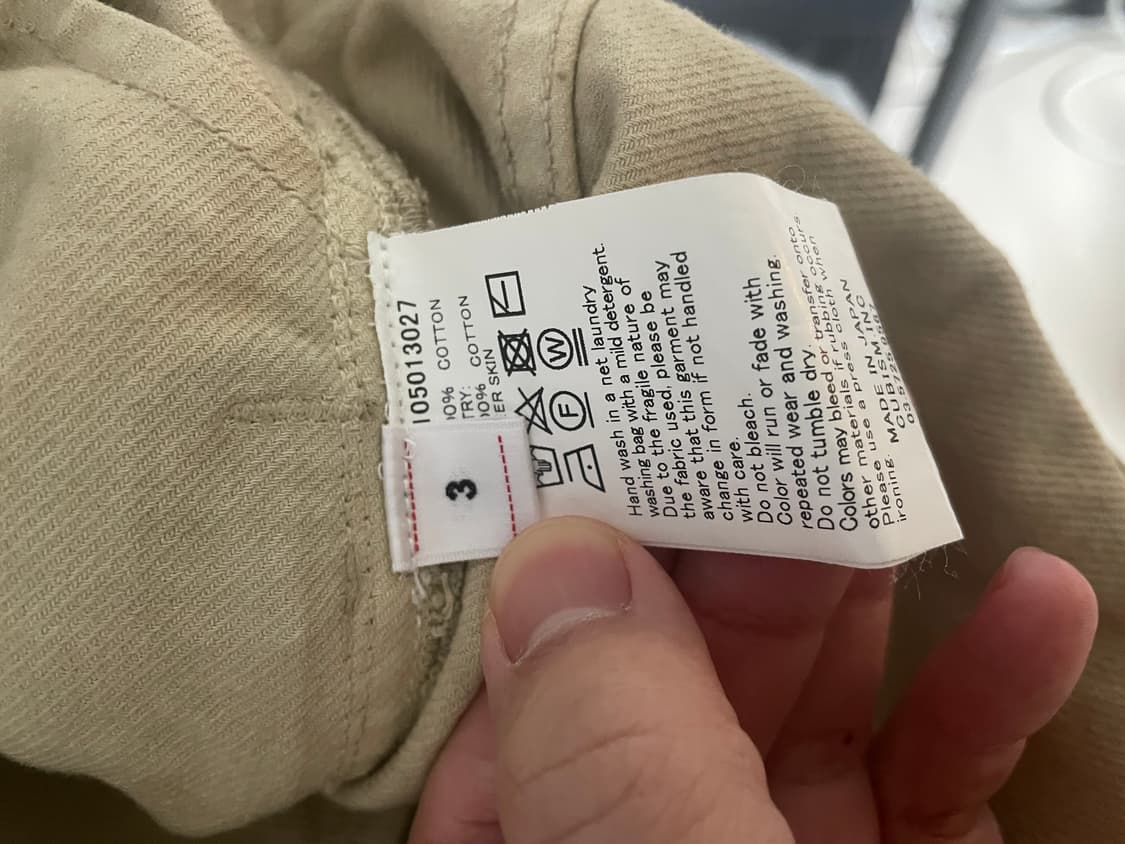 105013027
COTTON
COTTON
SKIN
F W
3
Hand wash in a net laundry
washing bag with a mild detergent.
Due to the fragile nature of
the fabric used, please be
aware that this garment may
change in form if not handled
with care.
Do not bleach.
Color will run or fade with
repeated wear and washing.
Do not tumble dry.
Colors may bleed or transfer onto
other materials if rubbing occurs
Please use a press cloth when
ironing.
MADE IN JAPAN
CUBISM INC